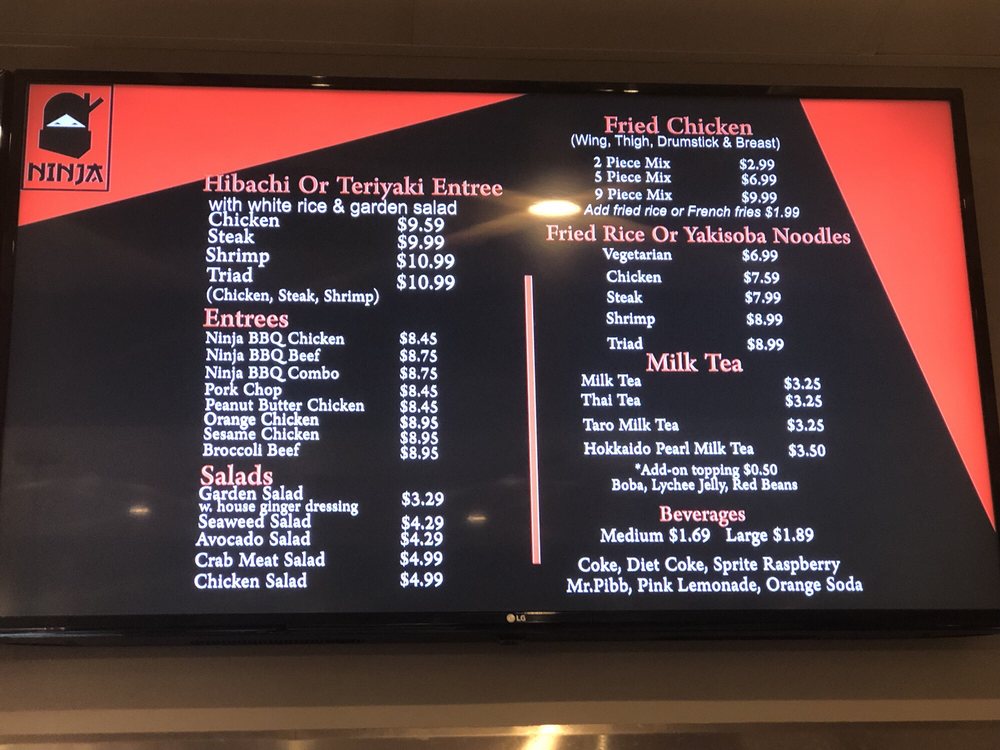 NINJA
Hibachi Or Teriyaki Entree
with white rice & garden salad
Chicken $9.59
Steak $9.99
Shrimp $10.99
Triad $10.99
(Chicken, Steak, Shrimp)
Entrees
Ninja BBQ Chicken $8.45
Ninja BBQ Beef $8.75
Ninja BBQ Combo $8.75
Pork Chop $8.45
Peanut Butter Chicken $8.45
Orange Chicken $8.95
Sesame Chicken $8.95
Broccoli Beef $8.95
Salads
Garden Salad $3.29
w. house ginger dressing
Seaweed Salad $4.29
Avocado Salad $4.29
Crab Meat Salad $4.99
Chicken Salad $4.99
Fried Chicken
(Wing, Thigh, Drumstick & Breast)
2 Piece Mix $2.99
5 Piece Mix $6.99
9 Piece Mix $9.99
Add fried rice or French fries $1.99
Fried Rice Or Yakisoba Noodles
Vegetarian $6.99
Chicken $7.59
Steak $7.99
Shrimp $8.99
Triad $8.99
Milk Tea
Milk Tea $3.25
Thai Tea $3.25
Taro Milk Tea $3.25
Hokkaido Pearl Milk Tea $3.50
*Add-on topping $0.50
Boba, Lychee Jelly, Red Beans
Beverages
Medium $1.69 Large $1.89
Coke, Diet Coke, Sprite Raspberry
Mr.Pibb, Pink Lemonade, Orange Soda
LG